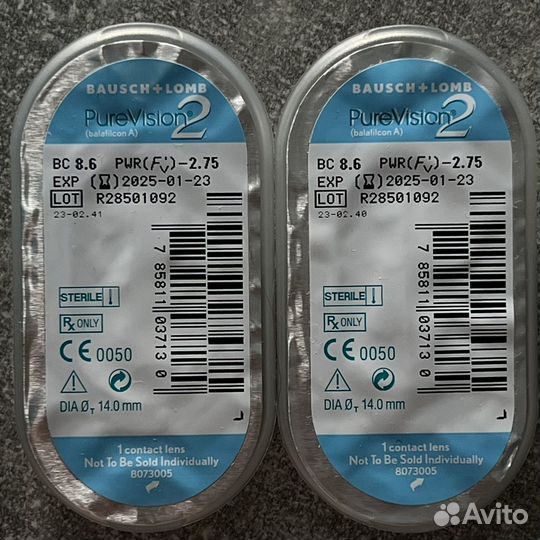 BAUSCH + LOMB
PureVision®2
(balafilcon A)
BC 8.6 PWR(F'v)-2.75
EXP 2025-01-23
LOT R28501092
23-02.41
7 85811 03713 0
STERILE
Rx ONLY
CE 0050
DIA ØT 14.0 mm
1 contact lens
Not To Be Sold Individually
8073005
BAUSCH + LOMB
PureVision®2
(balafilcon A)
BC 8.6 PWR(F'v)-2.75
EXP 2025-01-23
LOT R28501092
23-02.40
7 85811 03713 0
STERILE
Rx ONLY
CE 0050
DIA ØT 14.0 mm
1 contact lens
Not To Be Sold Individually
8073005
Avito